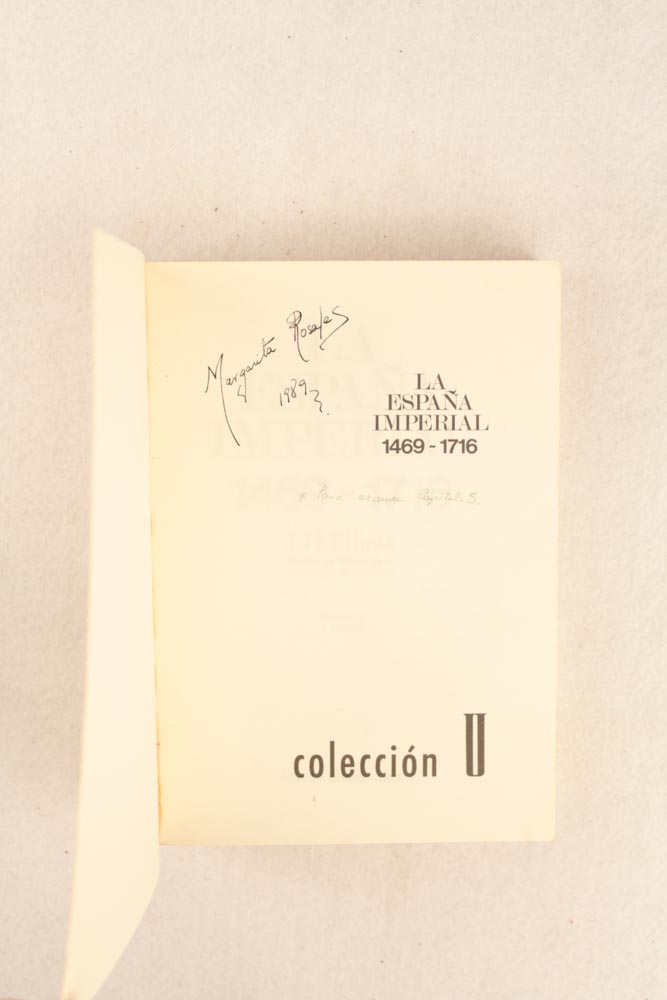 Margarita Rosales
1989
LA
ESPAÑA
IMPERIAL
1469 - 1716
Para examen Capítulo 5.
colección U